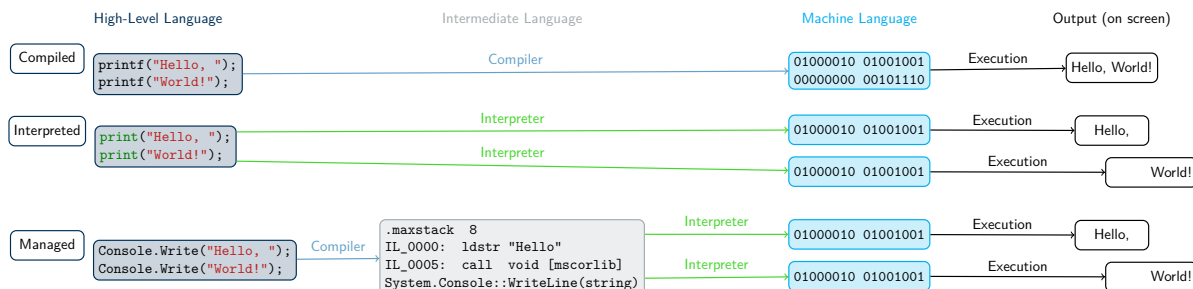 High-Level Language
Intermediate Language
Machine Language
Output (on screen)
Compiled
printf("Hello, ");
printf("World!");
Compiler
01000010 01001001
00000000 00101110
Execution
Hello, World!
Interpreted
print("Hello, ");
print("World!");
Interpreter
01000010 01001001
Execution
Hello,
Interpreter
01000010 01001001
Execution
World!
Managed
Console.Write("Hello, ");
Console.Write("World!");
Compiler
.maxstack 8
IL_0000: ldstr "Hello"
IL_0005: call void [mscorlib]
System.Console::WriteLine(string)
Interpreter
01000010 01001001
Execution
Hello,
Interpreter
01000010 01001001
Execution
World!